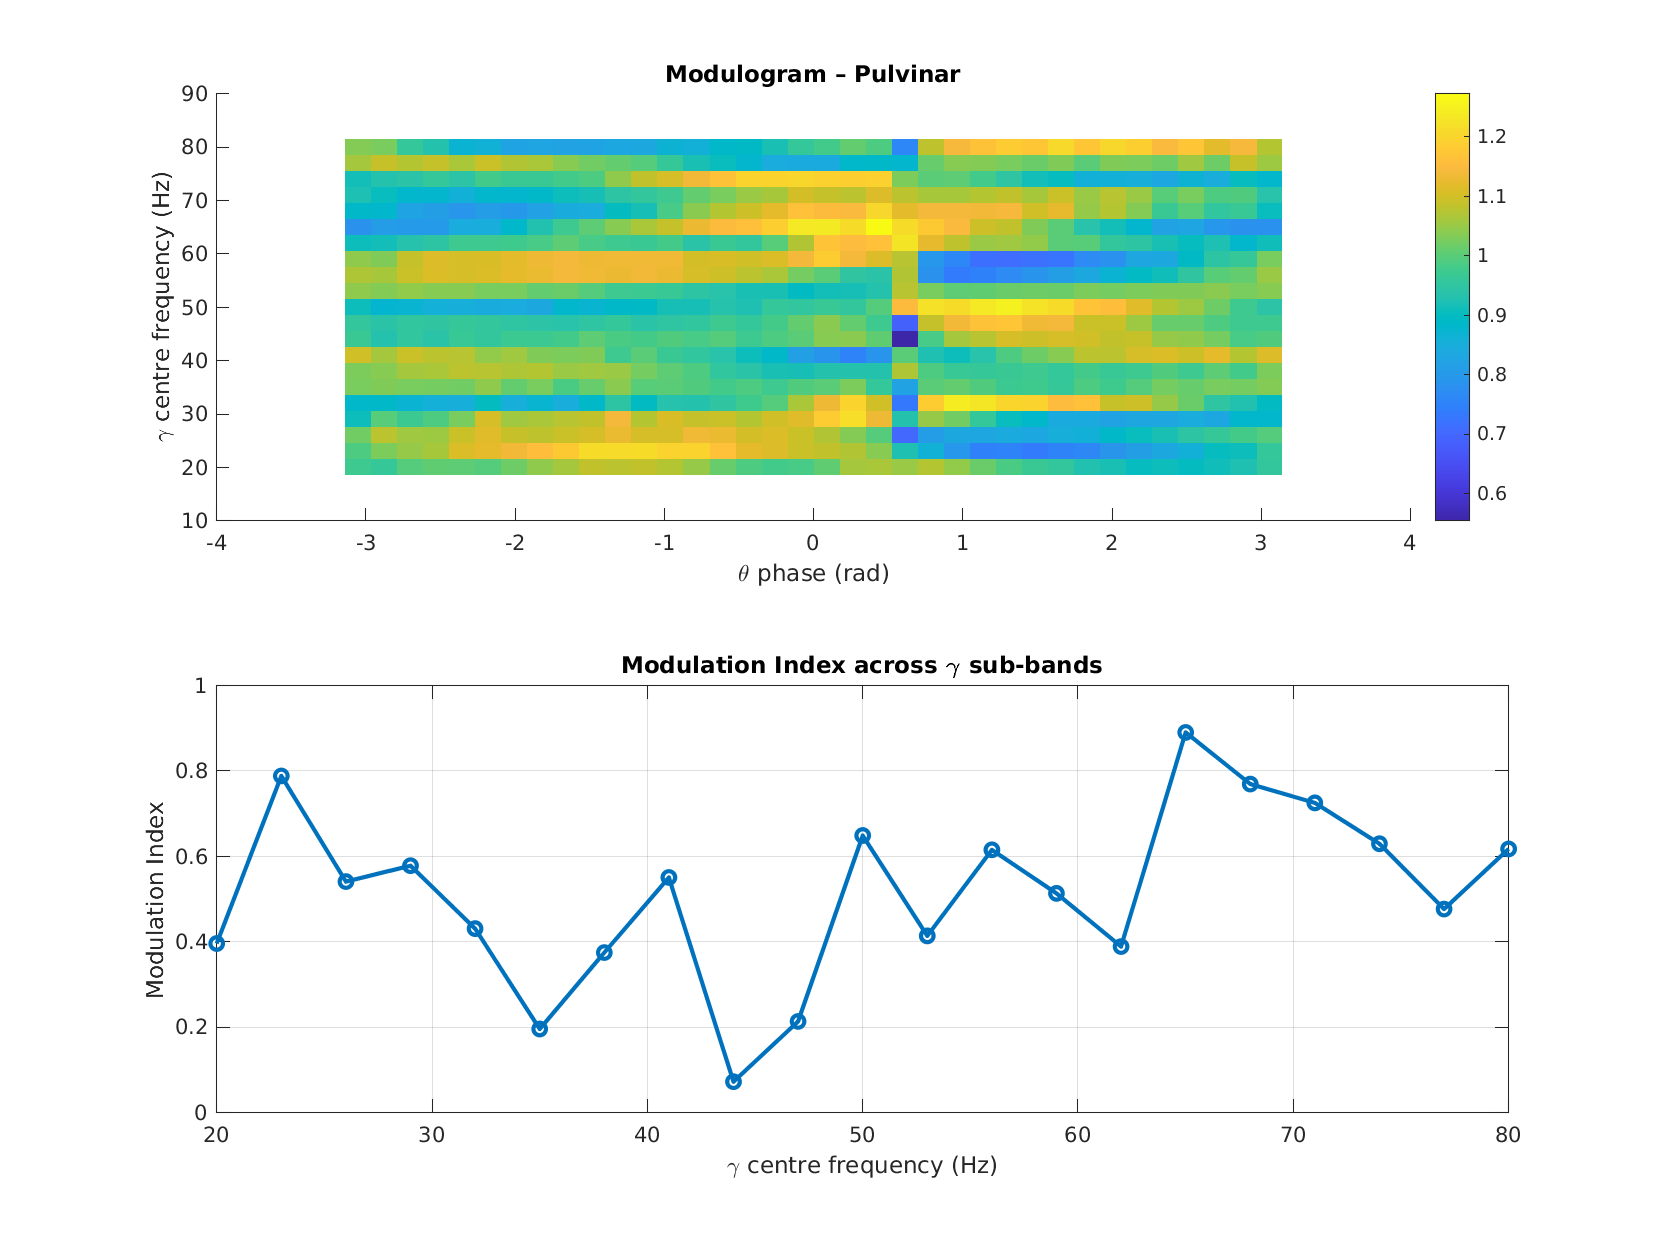 Modulogram – Pulvinar
90
80
70
60
50
40
30
20
10
γ centre frequency (Hz)
-4 -3 -2 -1 0 1 2 3 4
θ phase (rad)
1.2
1.1
1
0.9
0.8
0.7
0.6
Modulation Index across γ sub-bands
1
0.8
0.6
0.4
0.2
0
Modulation Index
20 30 40 50 60 70 80
γ centre frequency (Hz)